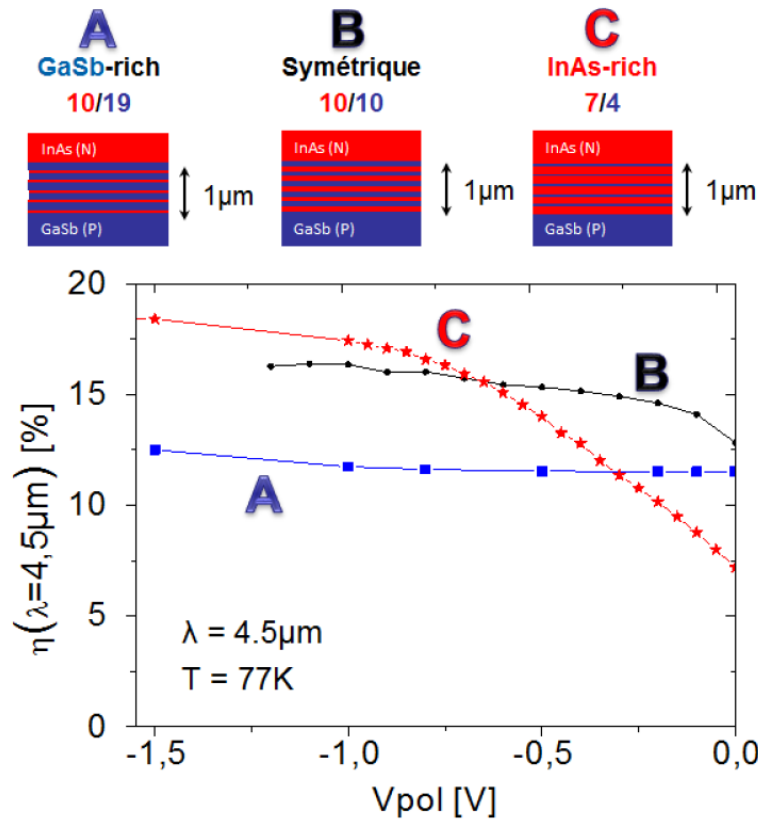 A
B
C
GaSb-rich
Symétrique
InAs-rich
10/19
10/10
7/4
InAs (N)
GaSb (P)
1µm
InAs (N)
GaSb (P)
1µm
InAs (N)
GaSb (P)
1µm
20
15
10
5
0
η(λ=4,5µm) [%]
C
B
A
λ = 4.5µm
T = 77K
-1,5
-1,0
-0,5
0,0
Vpol [V]